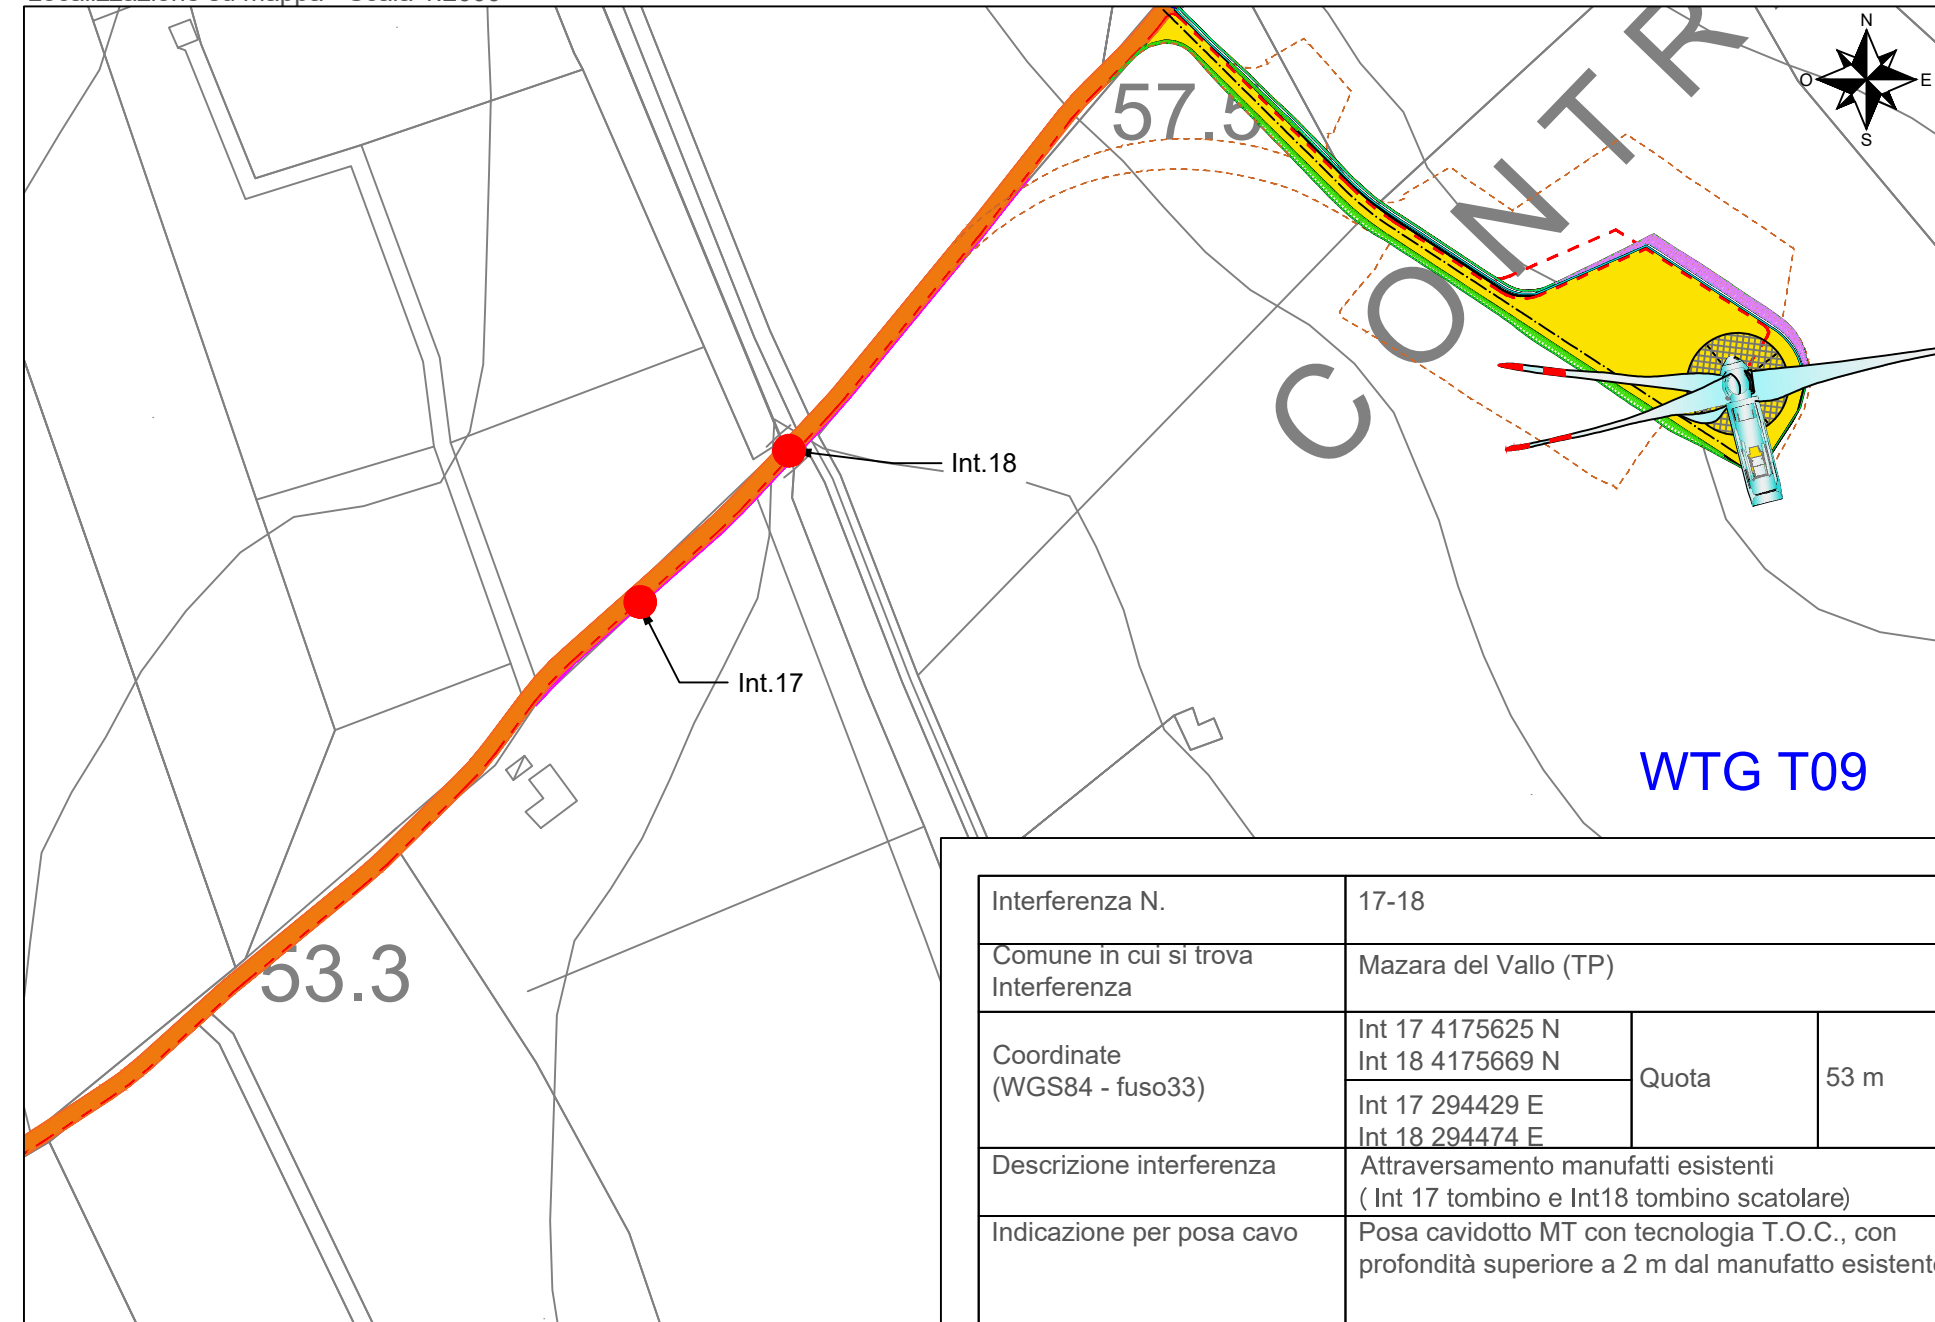 N
O
E
S
57.5
CONTR
Int.18
Int.17
WTG T09
53.3
Interferenza N.
17-18
Comune in cui si trova
Interferenza
Mazara del Vallo (TP)
Coordinate
(WGS84 - fuso33)
Int 17 4175625 N
Int 18 4175669 N
Int 17 294429 E
Int 18 294474 E
Quota
53 m
Descrizione interferenza
Attraversamento manufatti esistenti
( Int 17 tombino e Int18 tombino scatolare)
Indicazione per posa cavo
Posa cavidotto MT con tecnologia T.O.C., con
profondità superiore a 2 m dal manufatto esistente